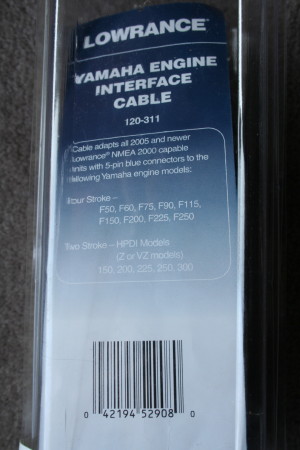 LOWRANCE
YAMAHA ENGINE
INTERFACE
CABLE
120-311
Cable adapts all 2005 and newer
Lowrance® NMEA 2000 capable
units with 5-pin blue connectors to the
following Yamaha engine models:
Four Stroke –
F50, F60, F75, F90, F115,
F150, F200, F225, F250
Two Stroke – HPDI Models
(Z or VZ models)
150, 200, 225, 250, 300
0 42194 52908 0